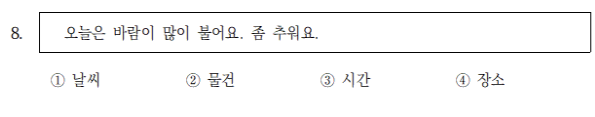 8. 오늘은 바람이 많이 불어요. 좀 추워요.
① 날씨 ② 물건 ③ 시간 ④ 장소